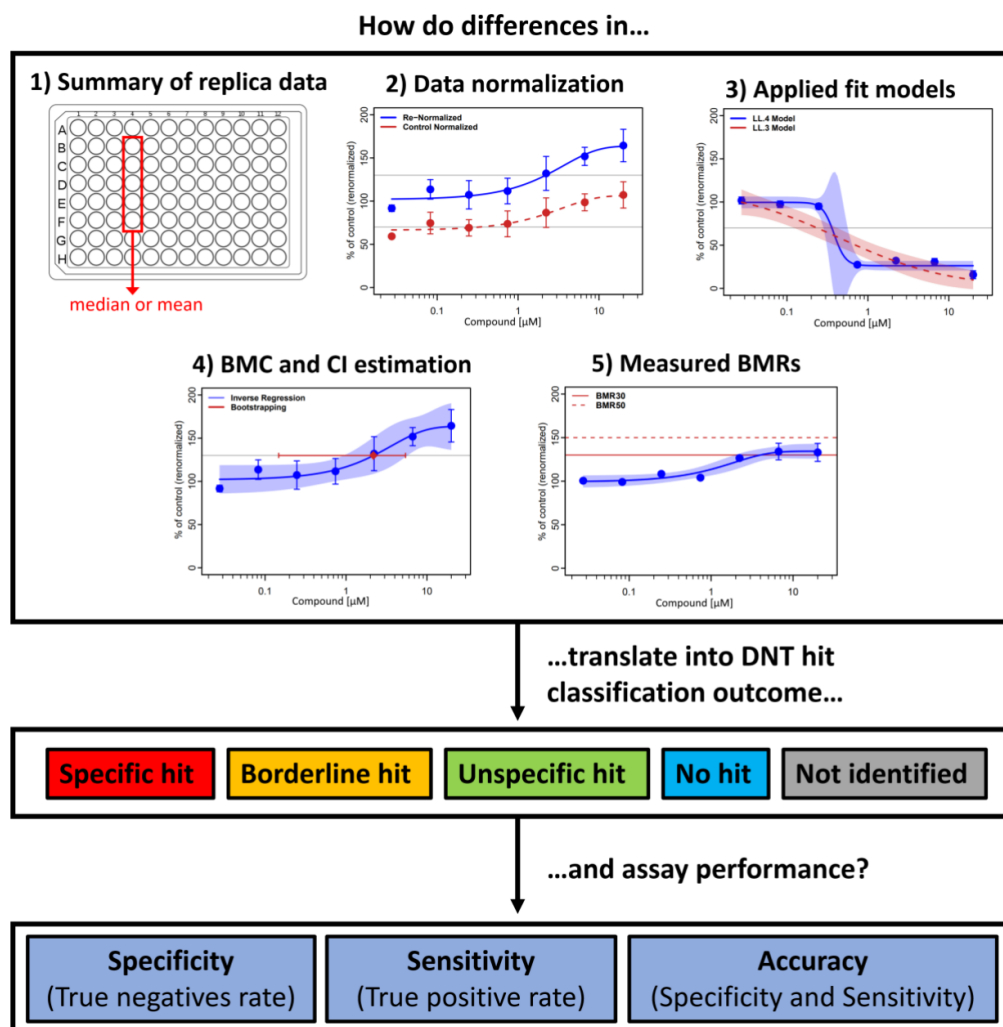 How do differences in…
1) Summary of replica data
1 2 3 4 5 6 7 8 9 10 11 12
A
B
C
D
E
F
G
H
median or mean
2) Data normalization
Re−Normalized
Control Normalized
% of control (renormalized)
0 50 100 150 200
0.1 1 10
Compound [µM]
3) Applied fit models
LL.4 Model
LL.3 Model
% of control (renormalized)
0 50 100 150 200
0.1 1 10
Compound [µM]
4) BMC and CI estimation
Inverse Regression
Bootstrapping
% of control (renormalized)
0 50 100 150 200
0.1 1 10
Compound [µM]
5) Measured BMRs
BMR30
BMR50
% of control (renormalized)
0 50 100 150 200
0.1 1 10
Compound [µM]
…translate into DNT hit
classification outcome…
Specific hit
Borderline hit
Unspecific hit
No hit
Not identified
…and assay performance?
Specificity
(True negatives rate)
Sensitivity
(True positive rate)
Accuracy
(Specificity and Sensitivity)